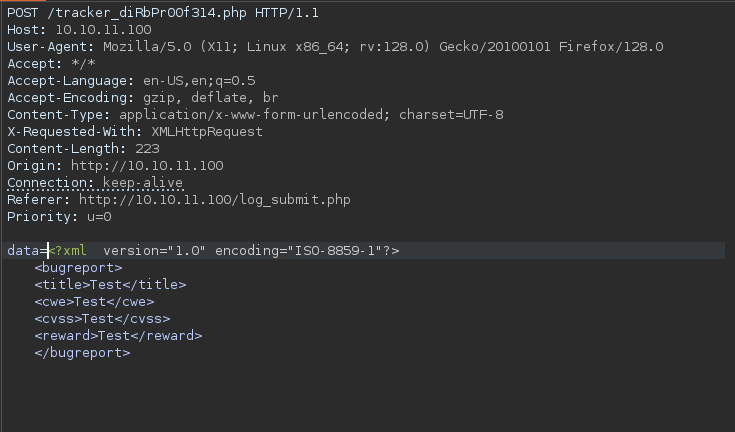 POST /tracker_diRbPr00f314.php HTTP/1.1
Host: 10.10.11.100
User-Agent: Mozilla/5.0 (X11; Linux x86_64; rv:128.0) Gecko/20100101 Firefox/128.0
Accept: */*
Accept-Language: en-US,en;q=0.5
Accept-Encoding: gzip, deflate, br
Content-Type: application/x-www-form-urlencoded; charset=UTF-8
X-Requested-With: XMLHttpRequest
Content-Length: 223
Origin: http://10.10.11.100
Connection: keep-alive
Referer: http://10.10.11.100/log_submit.php
Priority: u=0
data=<?xml  version="1.0" encoding="ISO-8859-1"?>
<bugreport>
<title>Test</title>
<cwe>Test</cwe>
<cvss>Test</cvss>
<reward>Test</reward>
</bugreport>